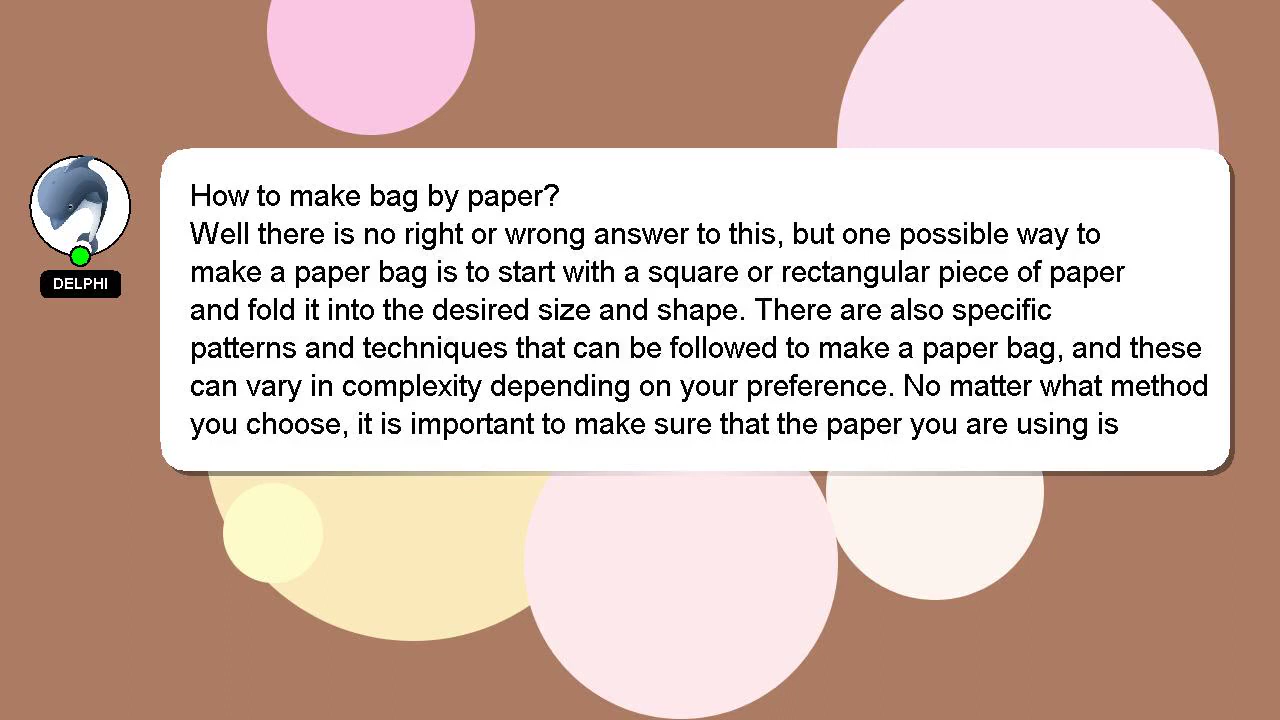 DELPHI
How to make bag by paper?
Well there is no right or wrong answer to this, but one possible way to
make a paper bag is to start with a square or rectangular piece of paper
and fold it into the desired size and shape. There are also specific
patterns and techniques that can be followed to make a paper bag, and these
can vary in complexity depending on your preference. No matter what method
you choose, it is important to make sure that the paper you are using is